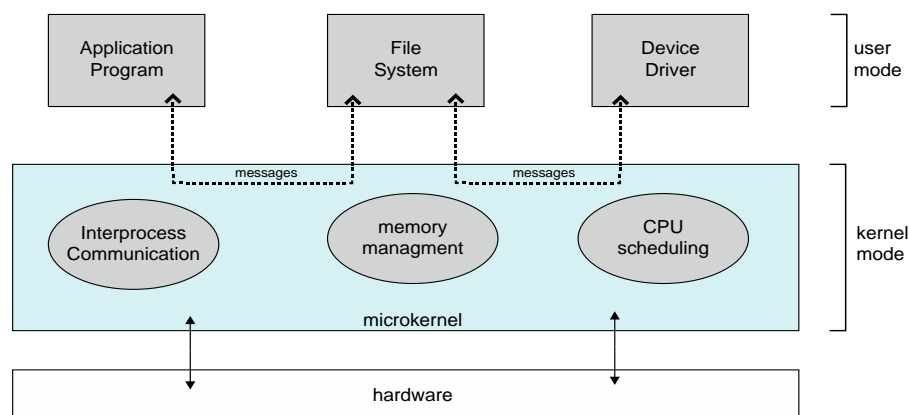 Application
Program
File
System
Device
Driver
user
mode
messages
messages
Interprocess
Communication
memory
managment
CPU
scheduling
kernel
mode
microkernel
hardware